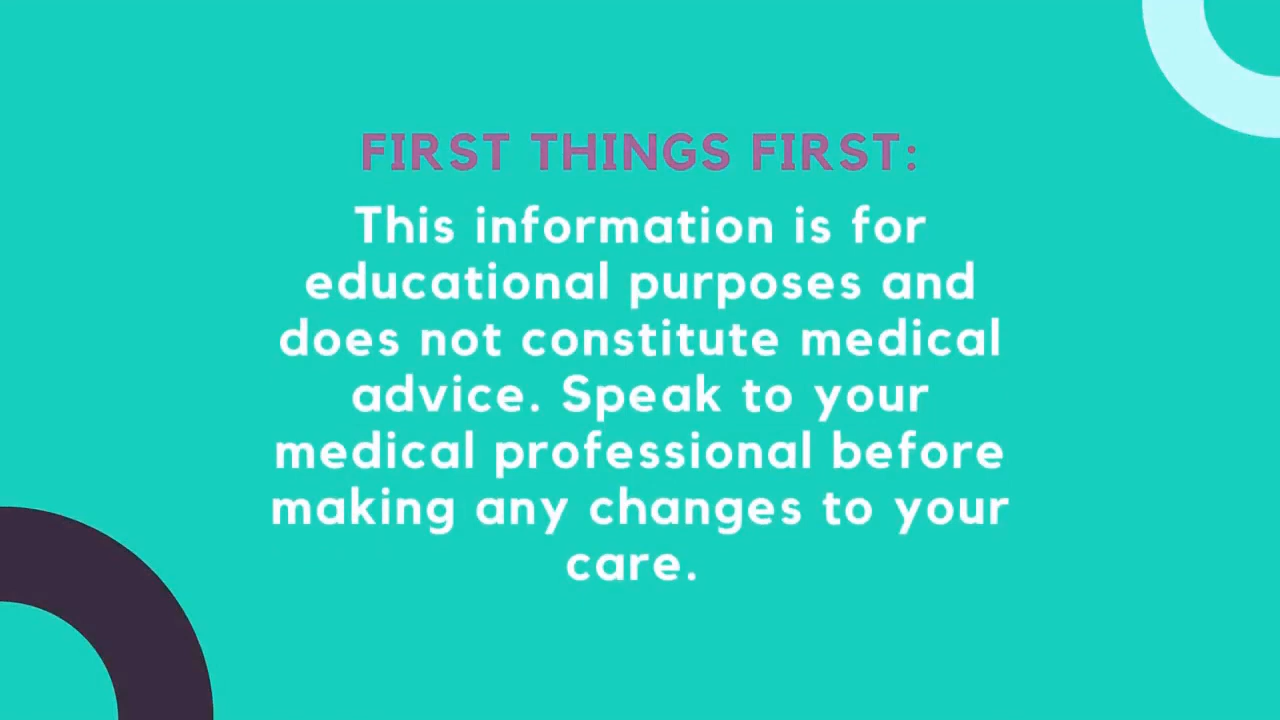 FIRST THINGS FIRST:
This information is for
educational purposes and
does not constitute medical
advice. Speak to your
medical professional before
making any changes to your
care.